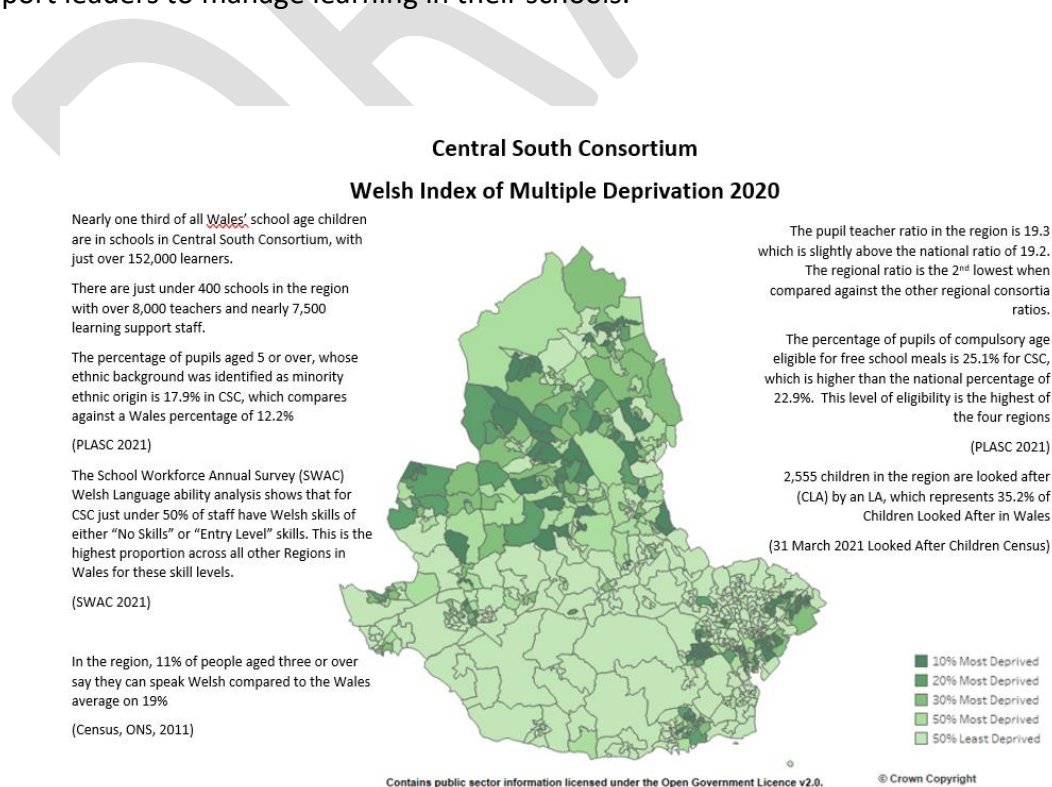 port leaders to manage learning in their schools.
Central South Consortium
Welsh Index of Multiple Deprivation 2020
Nearly one third of all Wales’ school age children
are in schools in Central South Consortium, with
just over 152,000 learners.
There are just under 400 schools in the region
with over 8,000 teachers and nearly 7,500
learning support staff.
The percentage of pupils aged 5 or over, whose
ethnic background was identified as minority
ethnic origin is 17.9% in CSC, which compares
against a Wales percentage of 12.2%
(PLASC 2021)
The School Workforce Annual Survey (SWAC)
Welsh Language ability analysis shows that for
CSC just under 50% of staff have Welsh skills of
either “No Skills” or “Entry Level” skills. This is the
highest proportion across all other Regions in
Wales for these skill levels.
(SWAC 2021)
In the region, 11% of people aged three or over
say they can speak Welsh compared to the Wales
average on 19%
(Census, ONS, 2011)
The pupil teacher ratio in the region is 19.3
which is slightly above the national ratio of 19.2.
The regional ratio is the 2nd lowest when
compared against the other regional consortia
ratios.
The percentage of pupils of compulsory age
eligible for free school meals is 25.1% for CSC,
which is higher than the national percentage of
22.9%. This level of eligibility is the highest of
the four regions
(PLASC 2021)
2,555 children in the region are looked after
(CLA) by an LA, which represents 35.2% of
Children Looked After in Wales
(31 March 2021 Looked After Children Census)
10% Most Deprived
20% Most Deprived
30% Most Deprived
50% Most Deprived
50% Least Deprived
Contains public sector information licensed under the Open Government Licence v2.0.
© Crown Copyright